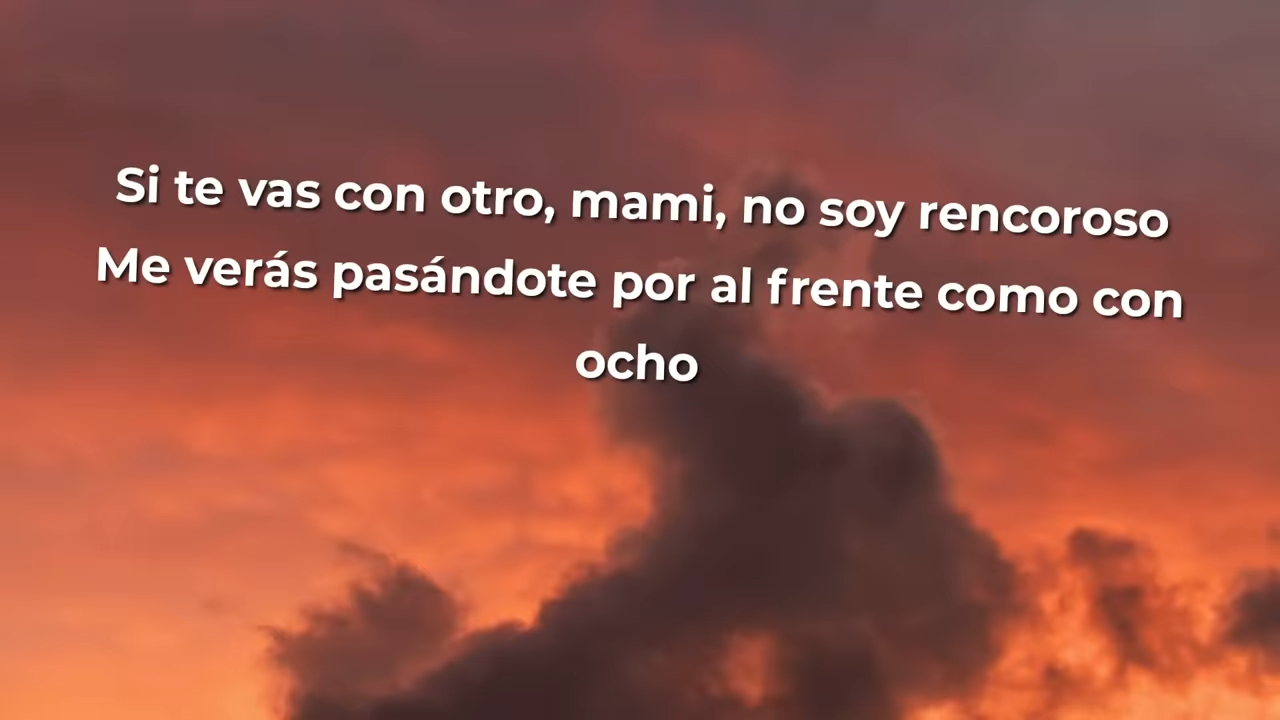 Si te vas con otro, mami, no soy rencoroso
Me verás pasándote por al frente como con
ocho